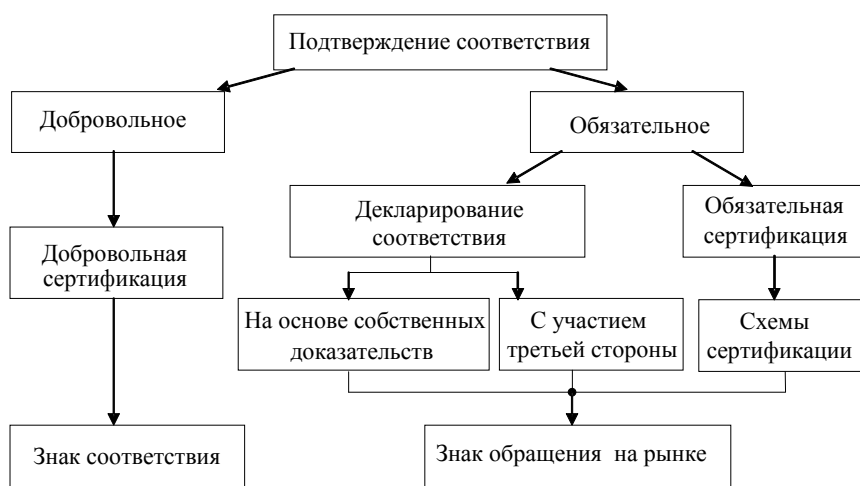 Подтверждение соответствия
Добровольное
Обязательное
Декларирование
соответствия
Обязательная
сертификация
Добровольная
сертификация
На основе собственных
доказательств
С участием
третьей стороны
Схемы
сертификации
Знак соответствия
Знак обращения на рынке